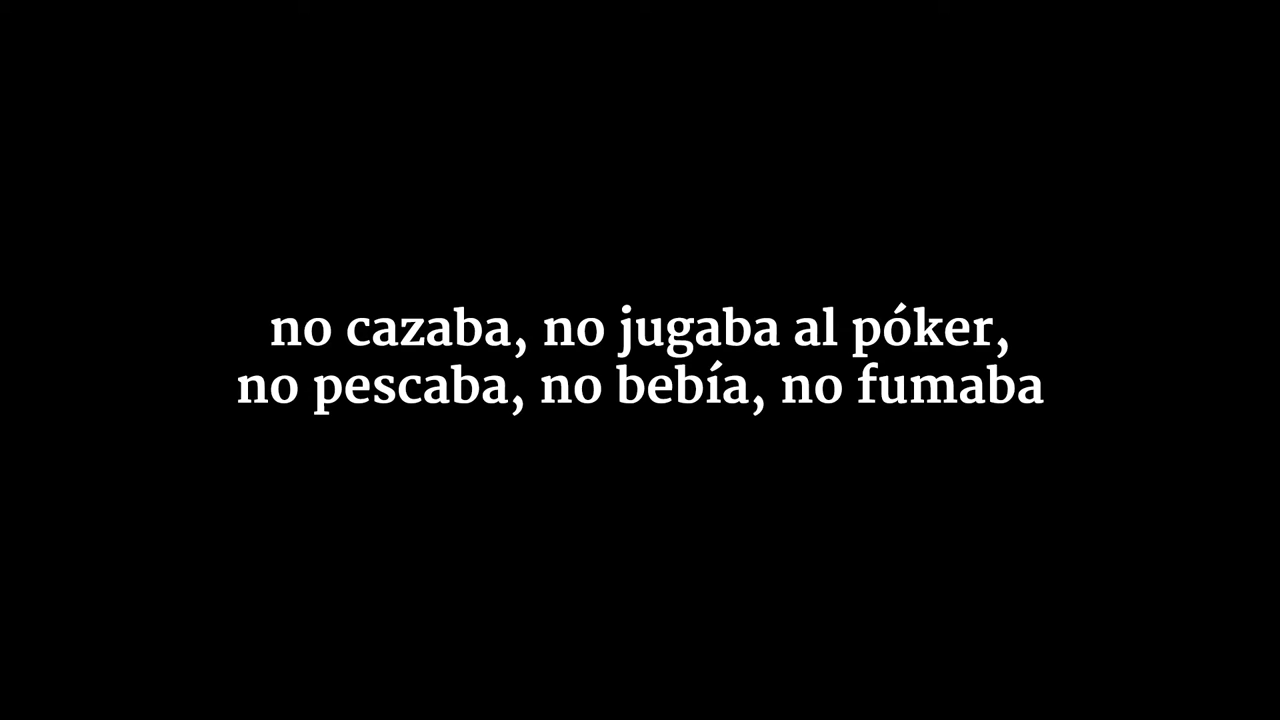 no cazaba, no jugaba al póker,
no pescaba, no bebía, no fumaba